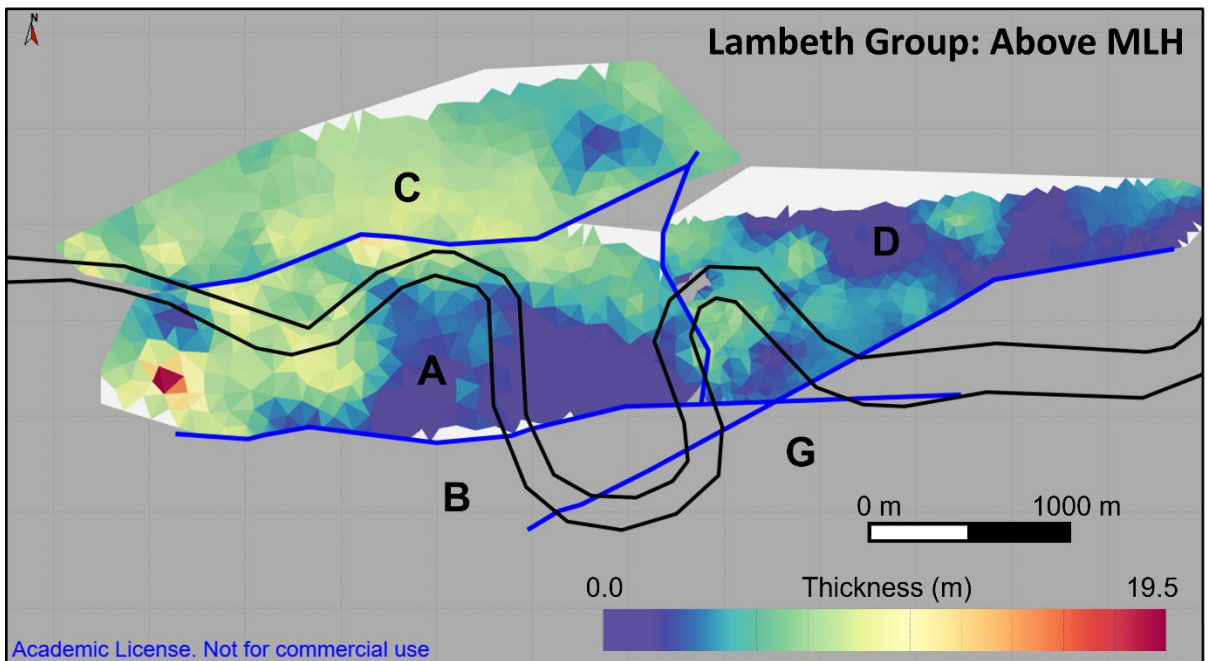 N
Lambeth Group: Above MLH
C
D
A
G
B
0 m 1000 m
0.0 Thickness (m) 19.5
Academic License. Not for commercial use